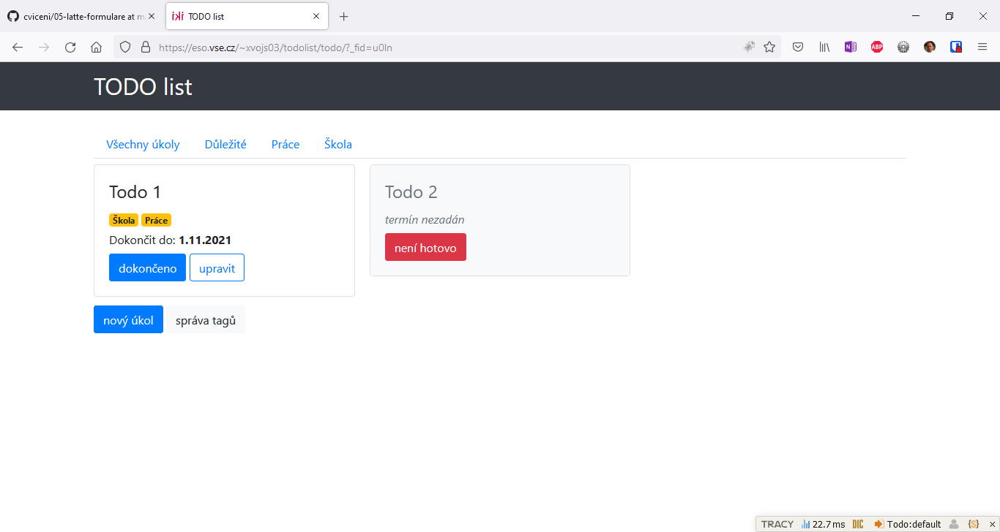 cviceni/05-latte-formulare at m
TODO list
https://eso.vse.cz/~xvojs03/todolist/todo/?_fid=u0ln
TODO list
Všechny úkoly Důležité Práce Škola
Todo 1
Škola Práce
Dokončit do: 1.11.2021
dokončeno upravit
Todo 2
termín nezadán
není hotovo
nový úkol správa tagů
TRACY 22.7 ms DIC Todo:default